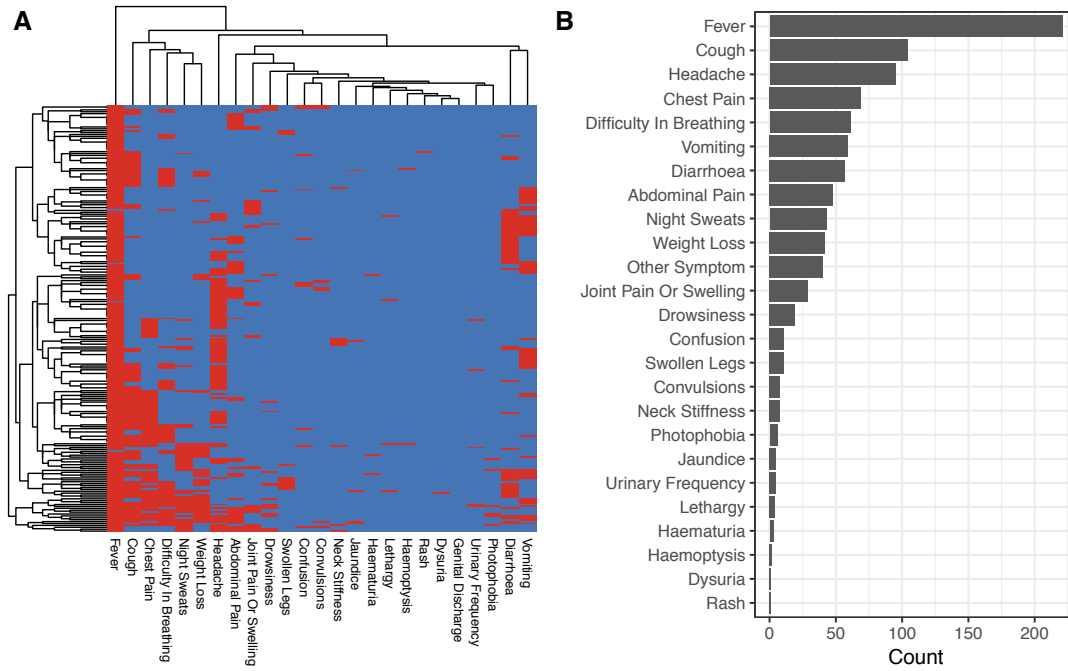 A
Fever
Cough
Chest Pain
Difficulty In Breathing
Night Sweats
Weight Loss
Headache
Abdominal Pain
Joint Pain Or Swelling
Drowsiness
Swollen Legs
Confusion
Convulsions
Neck Stiffness
Jaundice
Haematuria
Lethargy
Haemoptysis
Rash
Dysuria
Genital Discharge
Urinary Frequency
Photophobia
Diarrhoea
Vomiting
B
Fever
Cough
Headache
Chest Pain
Difficulty In Breathing
Vomiting
Diarrhoea
Abdominal Pain
Night Sweats
Weight Loss
Other Symptom
Joint Pain Or Swelling
Drowsiness
Confusion
Swollen Legs
Convulsions
Neck Stiffness
Photophobia
Jaundice
Urinary Frequency
Lethargy
Haematuria
Haemoptysis
Dysuria
Rash
0 50 100 150 200
Count